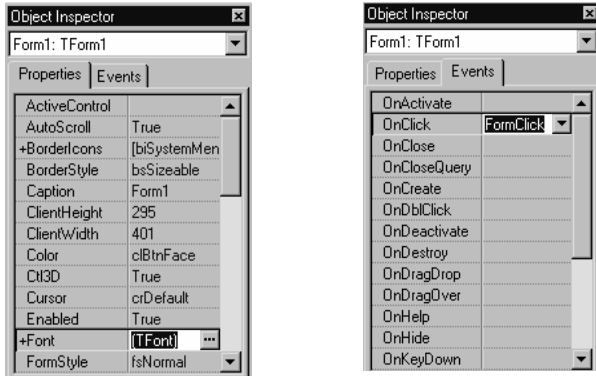 Object Inspector
Form1: TForm1
Properties Events
ActiveControl
AutoScroll True
+BorderIcons [biSystemMen
BorderStyle bsSizeable
Caption Form1
ClientHeight 295
ClientWidth 401
Color clBtnFace
Ctl3D True
Cursor crDefault
Enabled True
+Font (TFont) ...
FormStyle fsNormal
Object Inspector
Form1: TForm1
Properties Events
OnActivate
OnClick FormClick
OnClose
OnCloseQuery
OnCreate
OnDblClick
OnDeactivate
OnDestroy
OnDragDrop
OnDragOver
OnHelp
OnHide
OnKeyDown